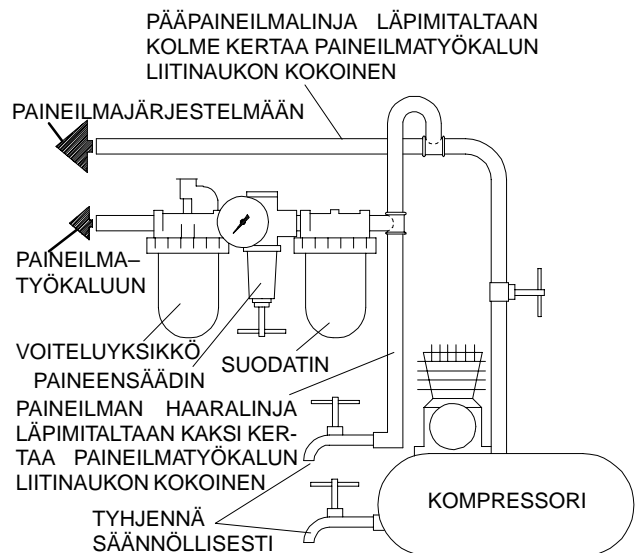 PÄÄPAINEILMALINJA LÄPIMITALTAAN
KOLME KERTAA PAINEILMATYÖKALUN
LIITINAUKON KOKOINEN
PAINEILMAJÄRJESTELMÄÄN
PAINEILMA–
TYÖKALUUN
VOITELUYKSIKKÖ
SUODATIN
PAINEENSÄÄDIN
PAINEILMAN HAARALINJA
LÄPIMITALTAAN KAKSI KER-
TAA PAINEILMATYÖKALUN
LIITINAUKON KOKOINEN
KOMPRESSORI
TYHJENNÄ
SÄÄNNÖLLISESTI